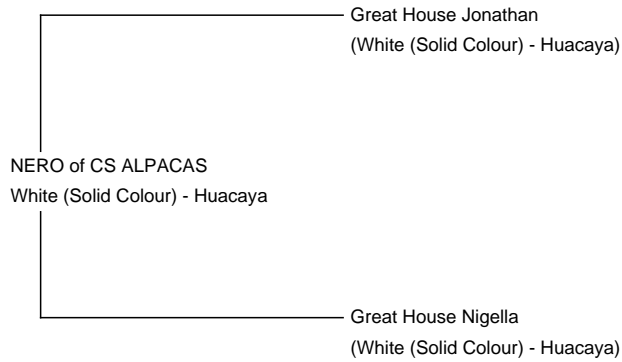 Great House Jonathan
(White (Solid Colour) - Huacaya)
NERO of CS ALPACAS
White (Solid Colour) - Huacaya
Great House Nigella
(White (Solid Colour) - Huacaya)